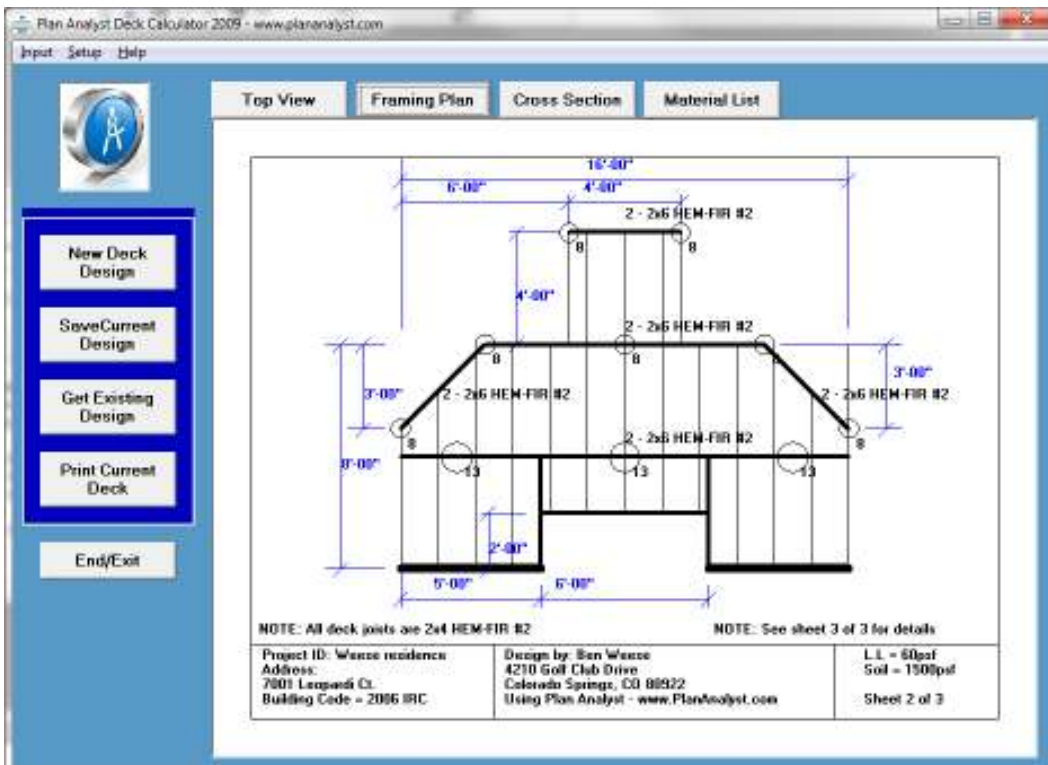 Plan Analyst Deck Calculator 2009 - www.plananalyst.com
Input Setup Help
Top View Framing Plan Cross Section Material List
New Deck
Design
SaveCurrent
Design
Get Existing
Design
Print Current
Deck
End/Exit
16'-00"
6'-00" 4'-00"
2 - 2x6 HEM-FIR #2
8 8
4'-00"
2 - 2x6 HEM-FIR #2
8 8 8
3'-00" 3'-00"
2 - 2x6 HEM-FIR #2 2 - 2x6 HEM-FIR #2
8 8
2 - 2x6 HEM-FIR #2
8'-00" 13 13 13
2'-00"
5'-00" 6'-00"
NOTE: All deck joists are 2x4 HEM-FIR #2 NOTE: See sheet 3 of 3 for details
Project ID: Weese residence
Address:
7001 Leopardi Ct.
Building Code = 2006 IRC
Design by: Ben Weese
4210 Golf Club Drive
Colorado Springs, CO 80922
Using Plan Analyst - www.PlanAnalyst.com
L.L = 60psf
Soil = 1500psf
Sheet 2 of 3